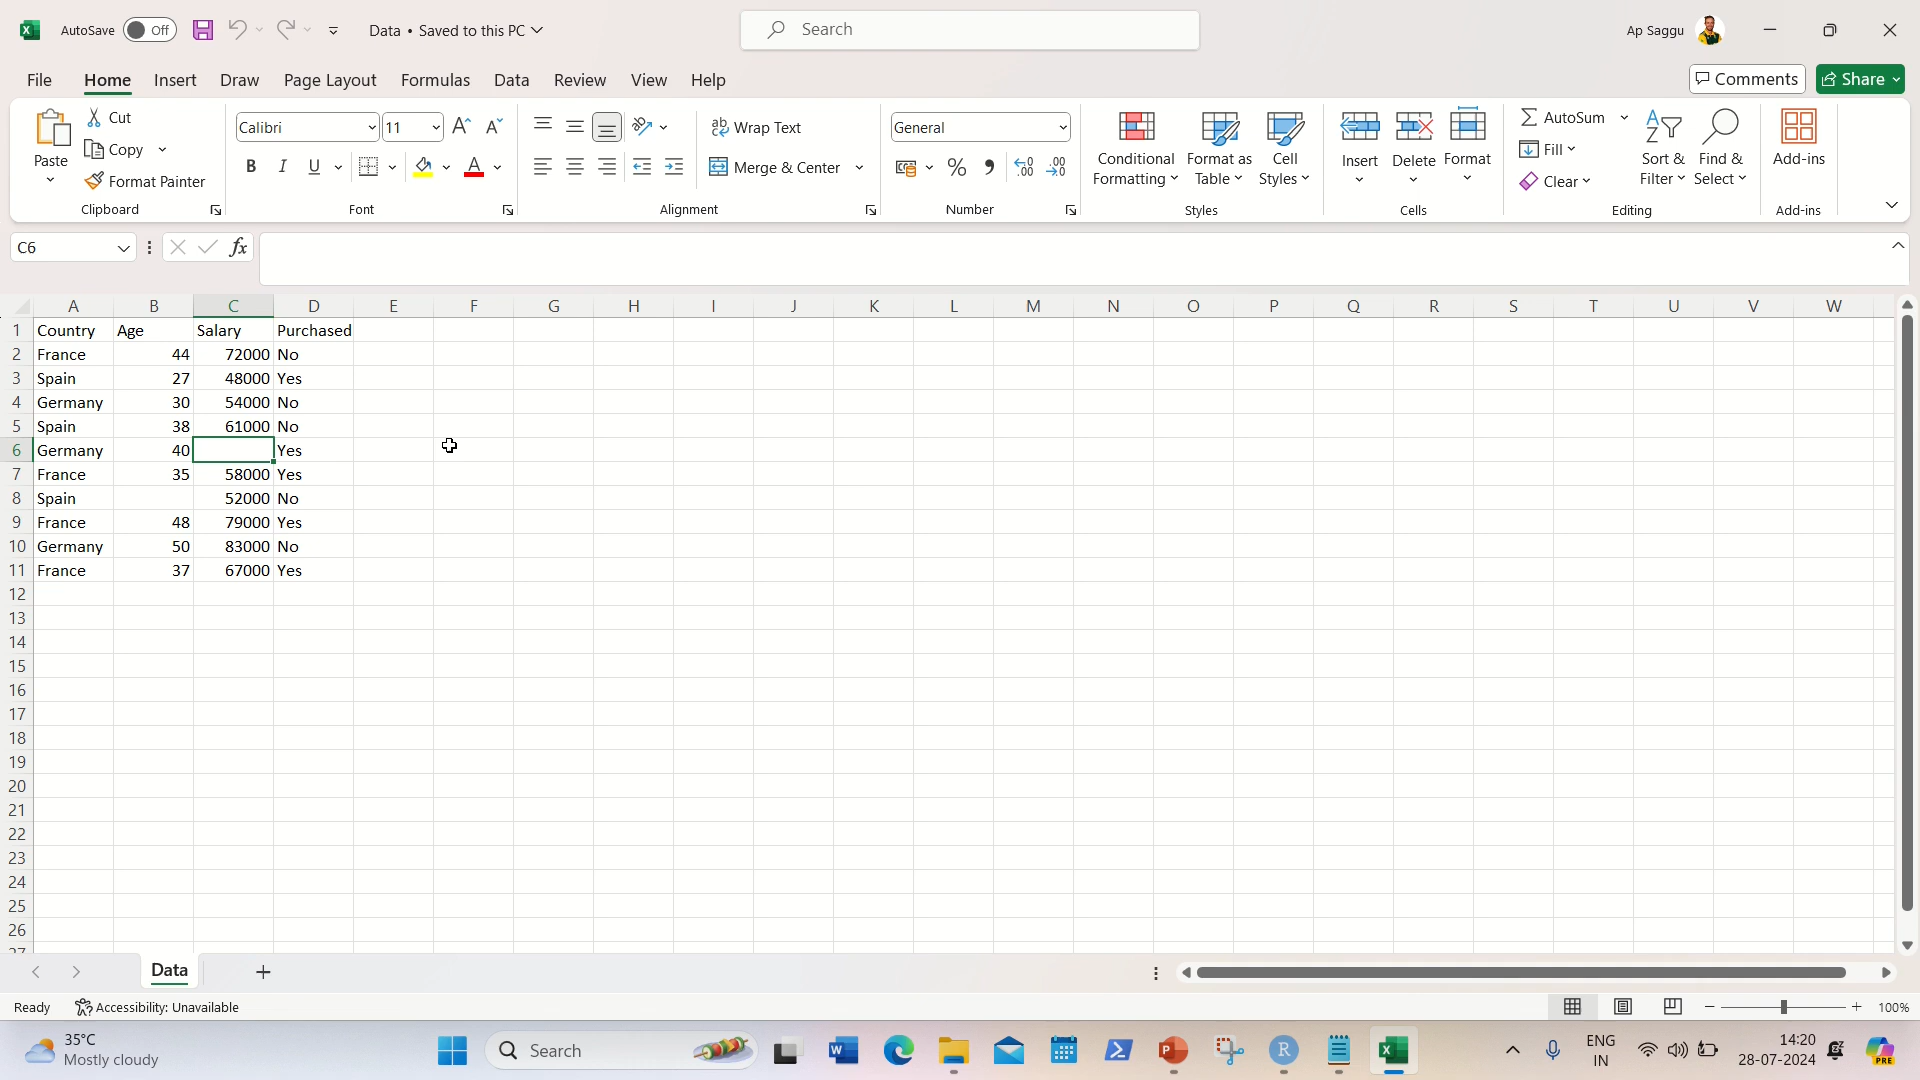 AutoSave Off Data • Saved to this PC Search Ap Saggu
File Home Insert Draw Page Layout Formulas Data Review View Help Comments Share
Paste Cut Copy Format Painter Clipboard
Calibri 11 B I U A Font
Wrap Text Merge & Center Alignment
General % Number
Conditional Formatting Format as Table Cell Styles Styles
Insert Delete Format Cells
AutoSum Fill Clear Sort & Filter Find & Select Editing
Add-ins Add-ins
C6 fx
A B C D E F G H I J K L M N O P Q R S T U V W
1 Country Age Salary Purchased
2 France 44 72000 No
3 Spain 27 48000 Yes
4 Germany 30 54000 No
5 Spain 38 61000 No
6 Germany 40 Yes
7 France 35 58000 Yes
8 Spain 52000 No
9 France 48 79000 Yes
10 Germany 50 83000 No
11 France 37 67000 Yes
12
13
14
15
16
17
18
19
20
21
22
23
24
25
26
27
Data
Ready Accessibility: Unavailable 100%
35°C
Mostly cloudy
Search
ENG
IN
14:20
28-07-2024
PRE